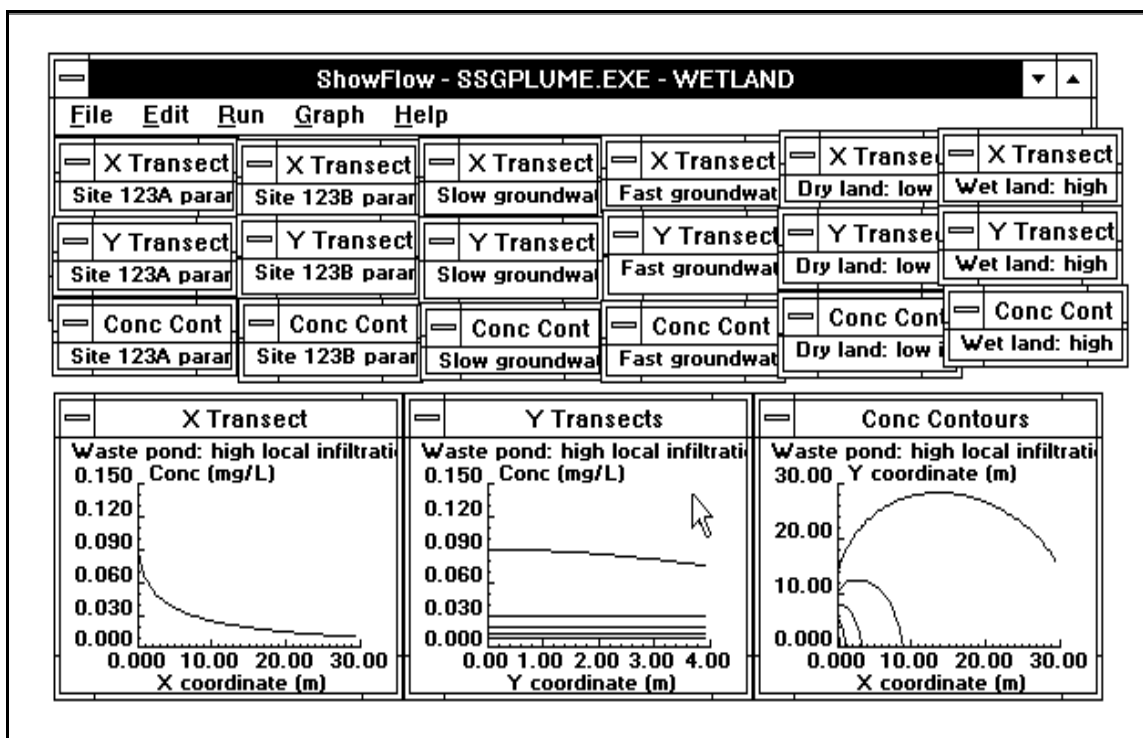 ShowFlow - SSGPLUME.EXE - WETLAND
File Edit Run Graph Help
X Transect
Site 123A parar
X Transect
Site 123B parar
X Transect
Slow groundwa
X Transect
Fast groundwat
X Transe
Dry land: low
X Transect
Wet land: high
Y Transect
Site 123A parar
Y Transect
Site 123B parar
Y Transect
Slow groundwa
Y Transect
Fast groundwat
Y Transe
Dry land: low
Y Transect
Wet land: high
Conc Cont
Site 123A parar
Conc Cont
Site 123B parar
Conc Cont
Slow groundwa
Conc Cont
Fast groundwat
Conc Cont
Dry land: low i
Conc Cont
Wet land: high
X Transect
Waste pond: high local infiltrati
0.150 Conc (mg/L)
0.120
0.090
0.060
0.030
0.000
0.000 10.00 20.00 30.00
X coordinate (m)
Y Transects
Waste pond: high local infiltrati
0.150 Conc (mg/L)
0.120
0.090
0.060
0.030
0.000
0.00 1.00 2.00 3.00 4.00
Y coordinate (m)
Conc Contours
Waste pond: high local infiltratio
30.00 Y coordinate (m)
20.00
10.00
0.000
0.000 10.00 20.00 30.00
X coordinate (m)